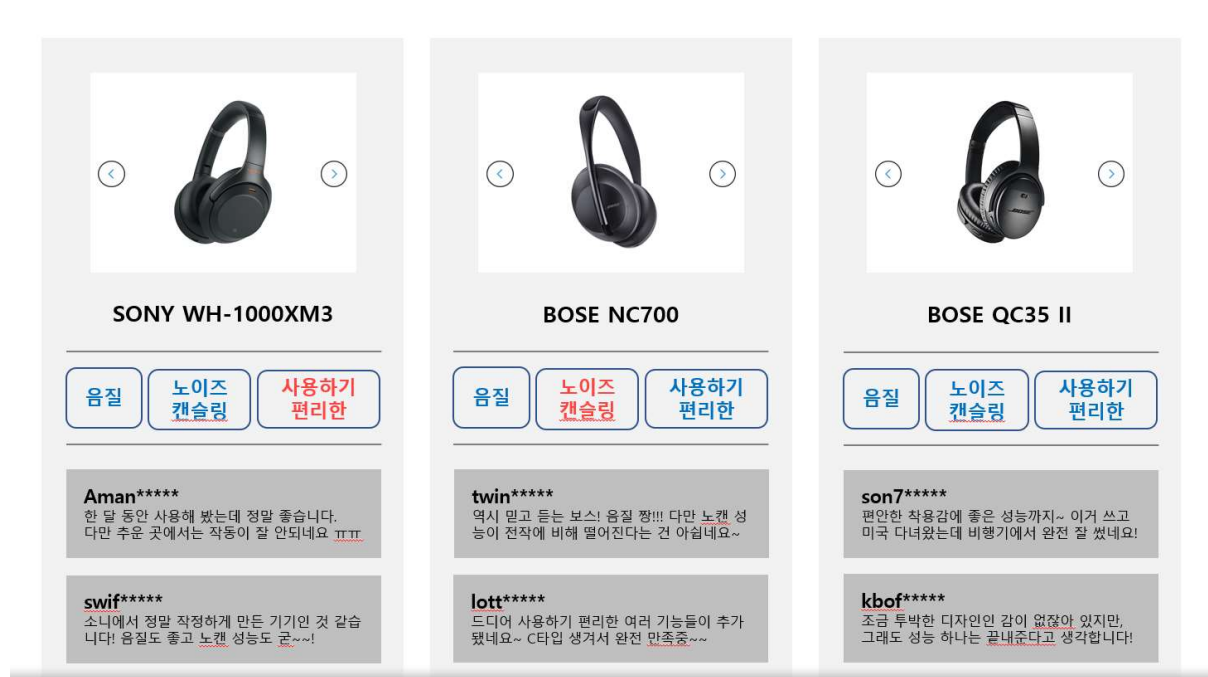 SONY WH-1000XM3
음질
노이즈
캔슬링
사용하기
편리한
Aman*****
한 달 동안 사용해 봤는데 정말 좋습니다.
다만 추운 곳에서는 작동이 잘 안되네요 ㅠㅠ
swif*****
소니에서 정말 작정하게 만든 기기인 것 같습
니다! 음질도 좋고 노캔 성능도 굳~~!
BOSE NC700
음질
노이즈
캔슬링
사용하기
편리한
twin*****
역시 믿고 듣는 보스! 음질 짱!!! 다만 노캔 성
능이 전작에 비해 떨어진다는 건 아쉽네요~
lott*****
드디어 사용하기 편리한 여러 기능들이 추가
됐네요~ C타입 생겨서 완전 만족중~~
BOSE QC35 II
음질
노이즈
캔슬링
사용하기
편리한
son7*****
편안한 착용감에 좋은 성능까지~ 이거 쓰고
미국 다녀왔는데 비행기에서 완전 잘 썼네요!
kbof*****
조금 투박한 디자인인 감이 없잖아 있지만,
그래도 성능 하나는 끝내준다고 생각합니다!